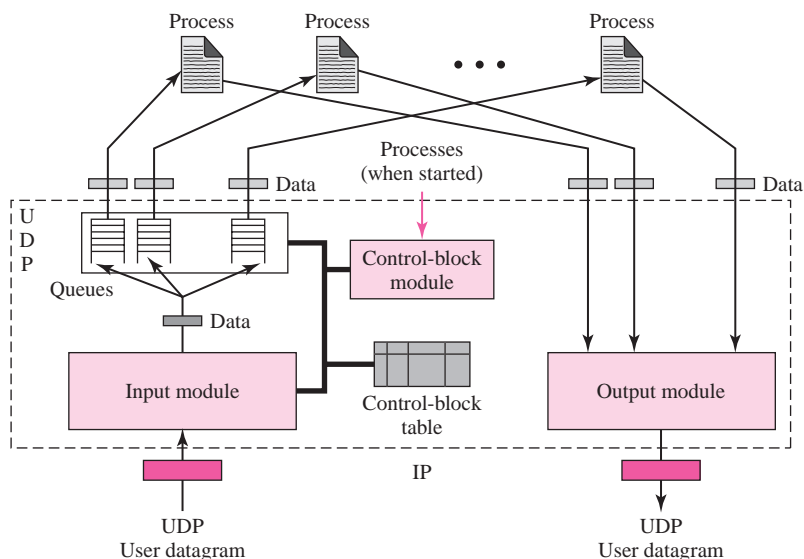 Process
Process
Process
• • •
Processes
(when started)
Data
Data
U
D
P
Control-block
module
Queues
Data
Input module
Control-block
table
Output module
IP
UDP
User datagram
UDP
User datagram